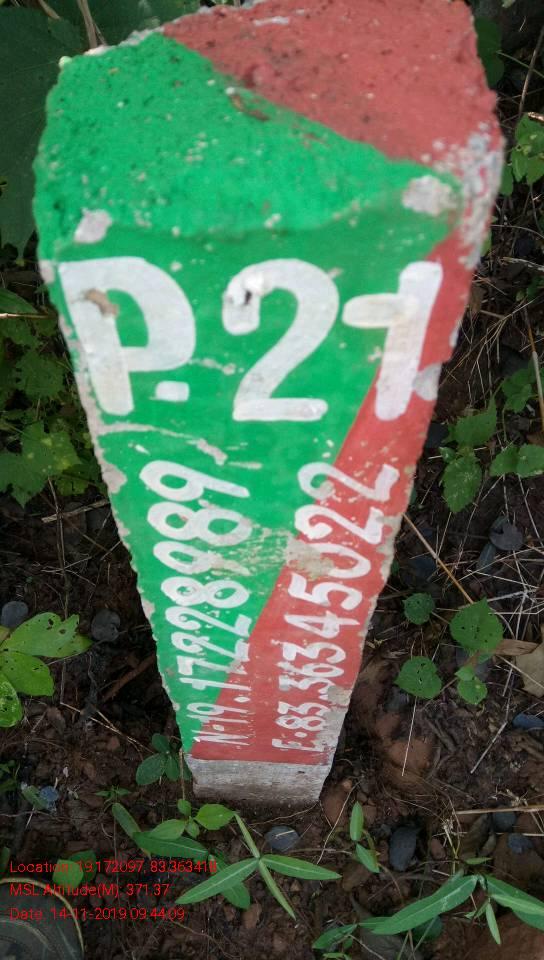 P.21
N.19.17228989
E:83.36345022
Location: 19.172097, 83.363418
MSL Altitude(M): 371.37
Date: 14-11-2019 09:44:09